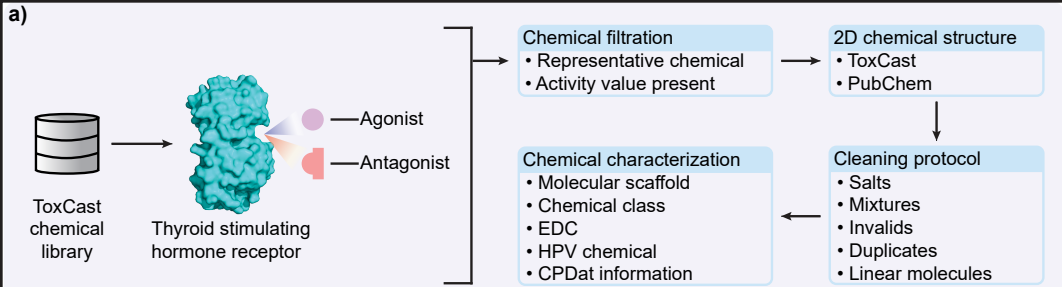 a)
ToxCast
chemical
library
Thyroid stimulating
hormone receptor
Agonist
Antagonist
Chemical filtration
• Representative chemical
• Activity value present
2D chemical structure
• ToxCast
• PubChem
Cleaning protocol
• Salts
• Mixtures
• Invalids
• Duplicates
• Linear molecules
Chemical characterization
• Molecular scaffold
• Chemical class
• EDC
• HPV chemical
• CPDat information